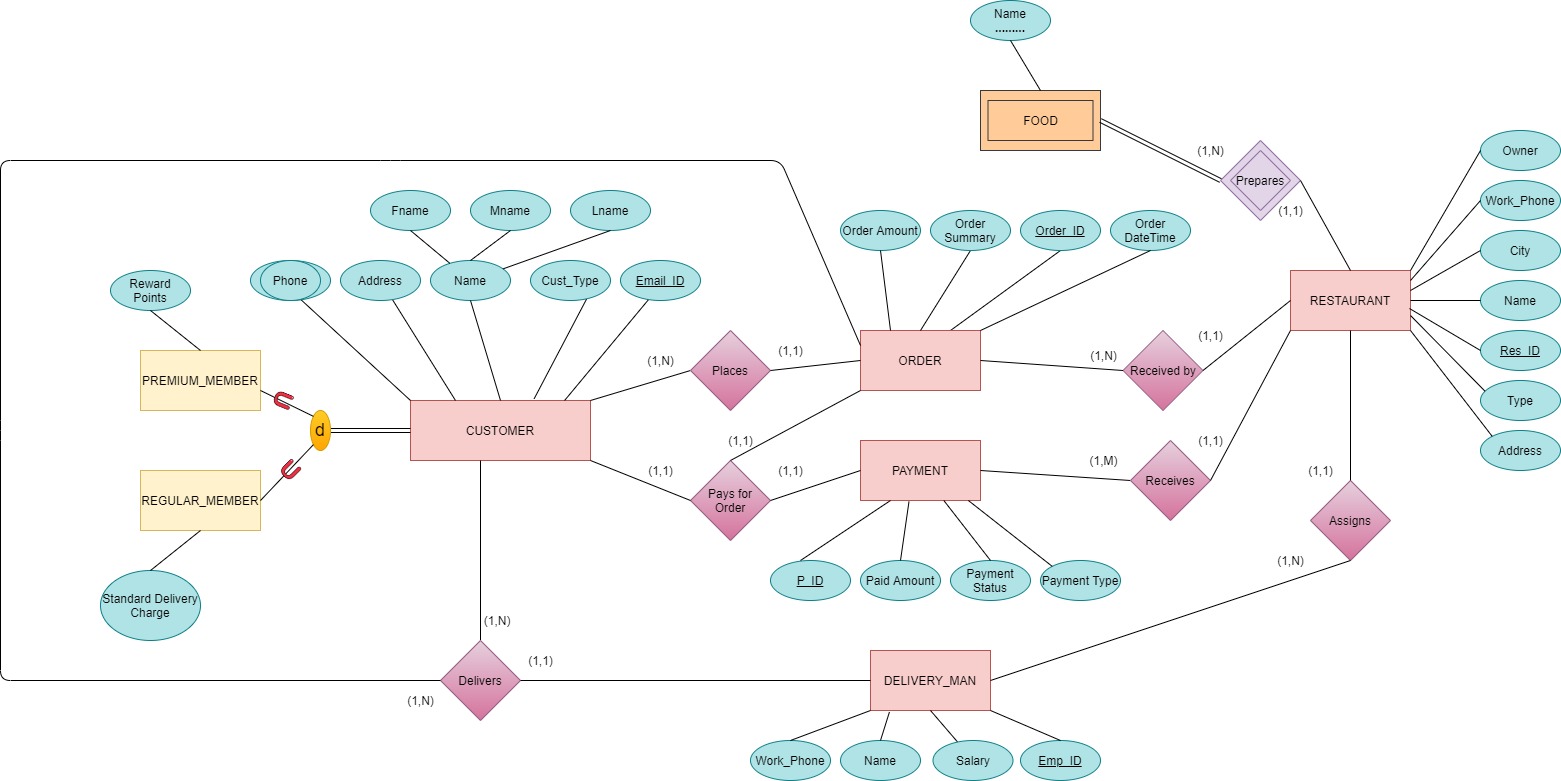 Name
.........
FOOD
(1,N)
Prepares
(1,1)
Owner
Work_Phone
City
Name
Res_ID
Type
Address
RESTAURANT
Fname
Mname
Lname
Phone
Address
Name
Cust_Type
Email_ID
Reward
Points
PREMIUM_MEMBER
REGULAR_MEMBER
d
Standard Delivery
Charge
CUSTOMER
Order Amount
Order
Summary
Order_ID
Order
DateTime
(1,N)
Places
(1,1)
ORDER
(1,N)
Received by
(1,1)
(1,1)
(1,1)
Pays for
Order
(1,1)
PAYMENT
(1,M)
Receives
(1,1)
P_ID
Paid Amount
Payment
Status
Payment Type
(1,1)
Assigns
(1,N)
(1,N)
(1,1)
Delivers
(1,N)
DELIVERY_MAN
Work_Phone
Name
Salary
Emp_ID